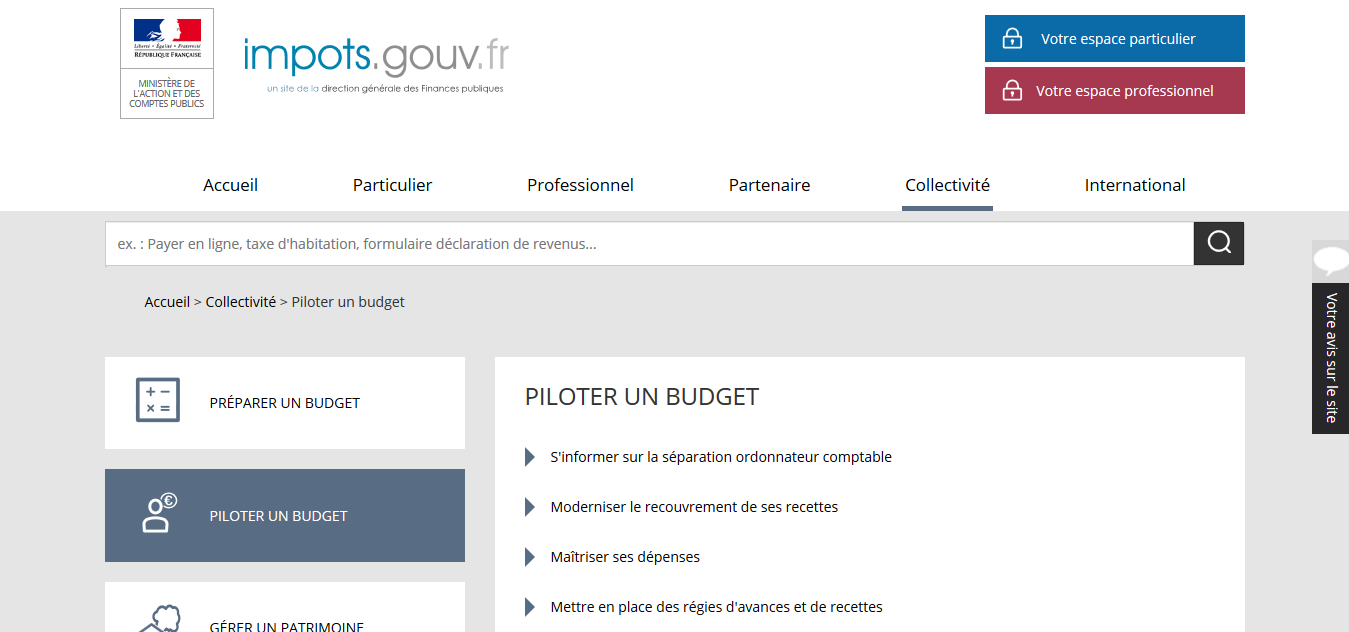 Liberté • Égalité • Fraternité
RÉPUBLIQUE FRANÇAISE
MINISTÈRE DE
L'ACTION ET DES
COMPTES PUBLICS
impots.gouv.fr
un site de la direction générale des Finances publiques
Votre espace particulier
Votre espace professionnel
Accueil Particulier Professionnel Partenaire Collectivité International
ex. : Payer en ligne, taxe d'habitation, formulaire déclaration de revenus...
Votre avis sur le site
Accueil > Collectivité > Piloter un budget
PRÉPARER UN BUDGET
PILOTER UN BUDGET
GÉRER UN PATRIMOINE
PILOTER UN BUDGET
S'informer sur la séparation ordonnateur comptable
Moderniser le recouvrement de ses recettes
Maîtriser ses dépenses
Mettre en place des régies d'avances et de recettes